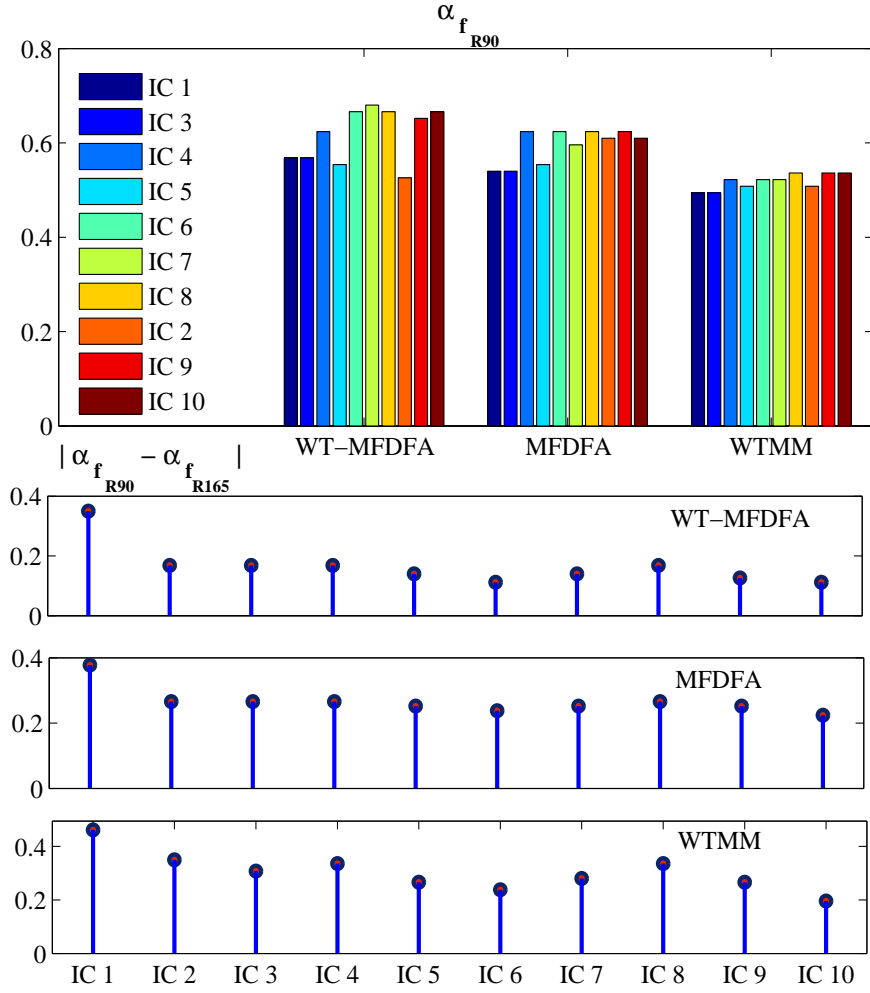 α f R90
0.8
0.6
0.4
0.2
0
IC 1
IC 3
IC 4
IC 5
IC 6
IC 7
IC 8
IC 2
IC 9
IC 10
WT−MFDFA MFDFA WTMM
| α f R90 − α f R165 |
0.4
0.2
0
WT−MFDFA
0.4
0.2
0
MFDFA
0.4
0.2
0
WTMM
IC 1 IC 2 IC 3 IC 4 IC 5 IC 6 IC 7 IC 8 IC 9 IC 10